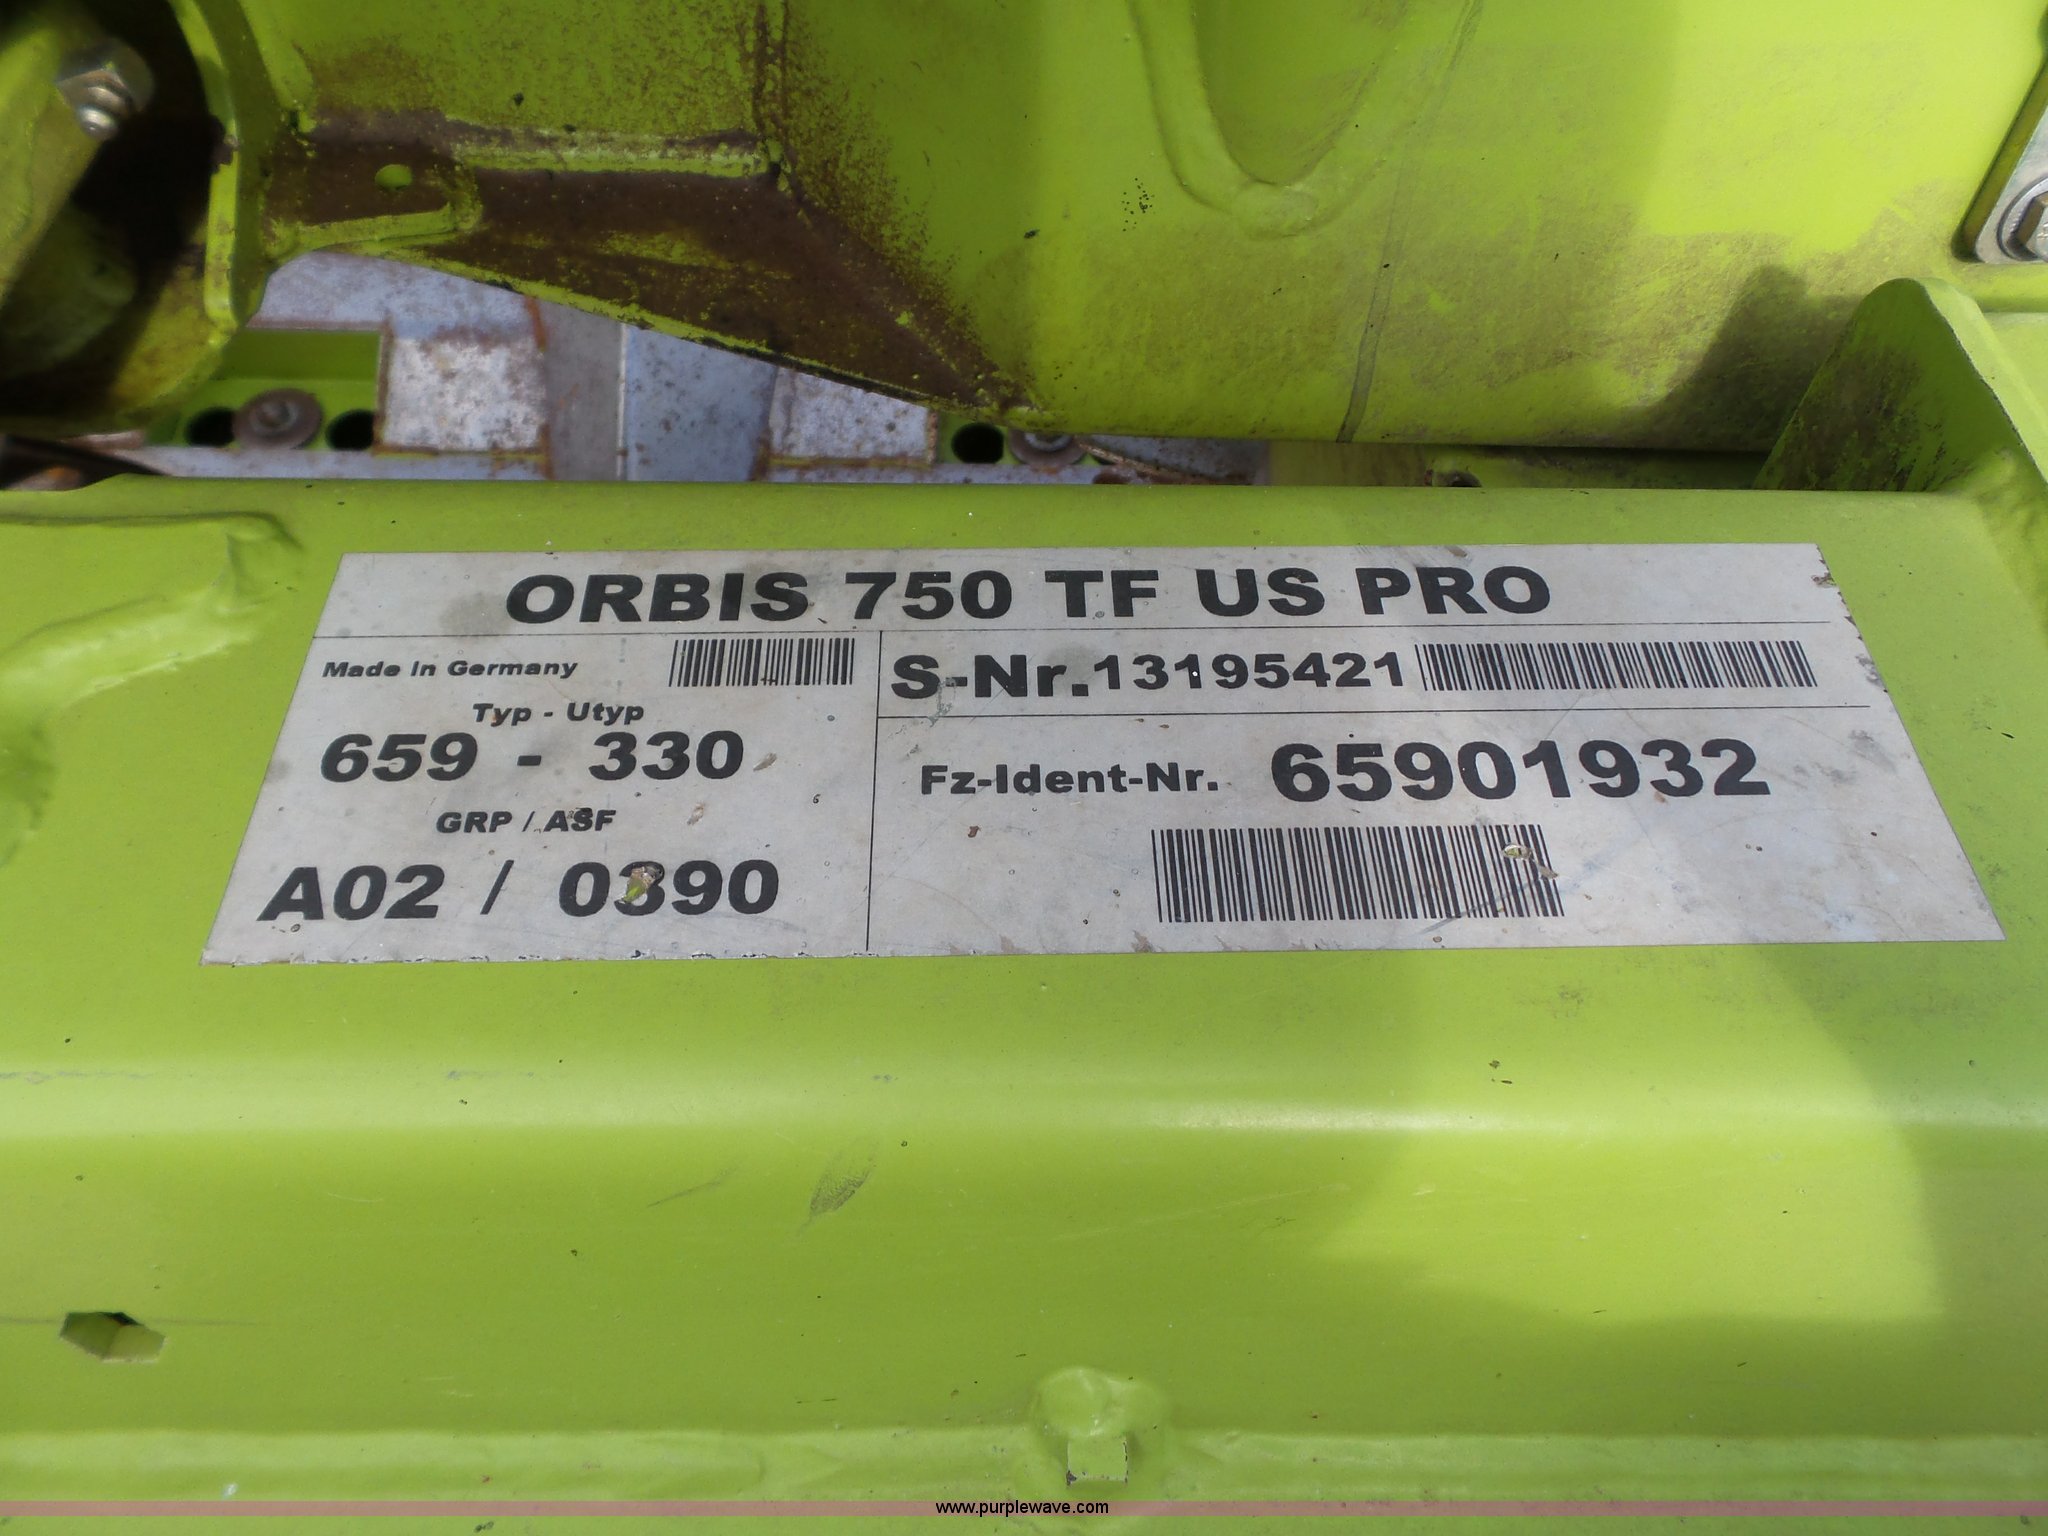 ORBIS 750 TF US PRO
Made in Germany
Typ - Utyp
659 - 330
GRP / ASF
A02 / 0390
S-Nr.13195421
Fz-Ident-Nr. 65901932
www.purplewave.com